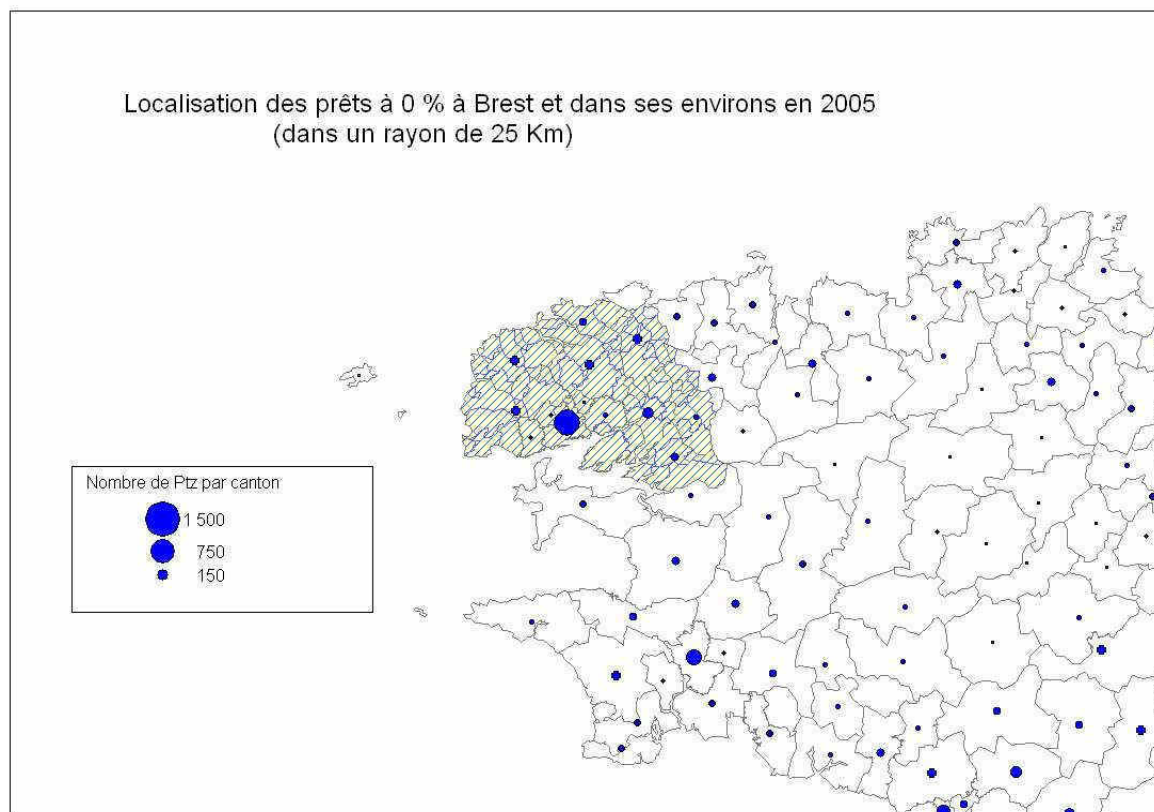 Localisation des prêts à 0 % à Brest et dans ses environs en 2005
(dans un rayon de 25 Km)
Nombre de Ptz par canton
1 500
750
150